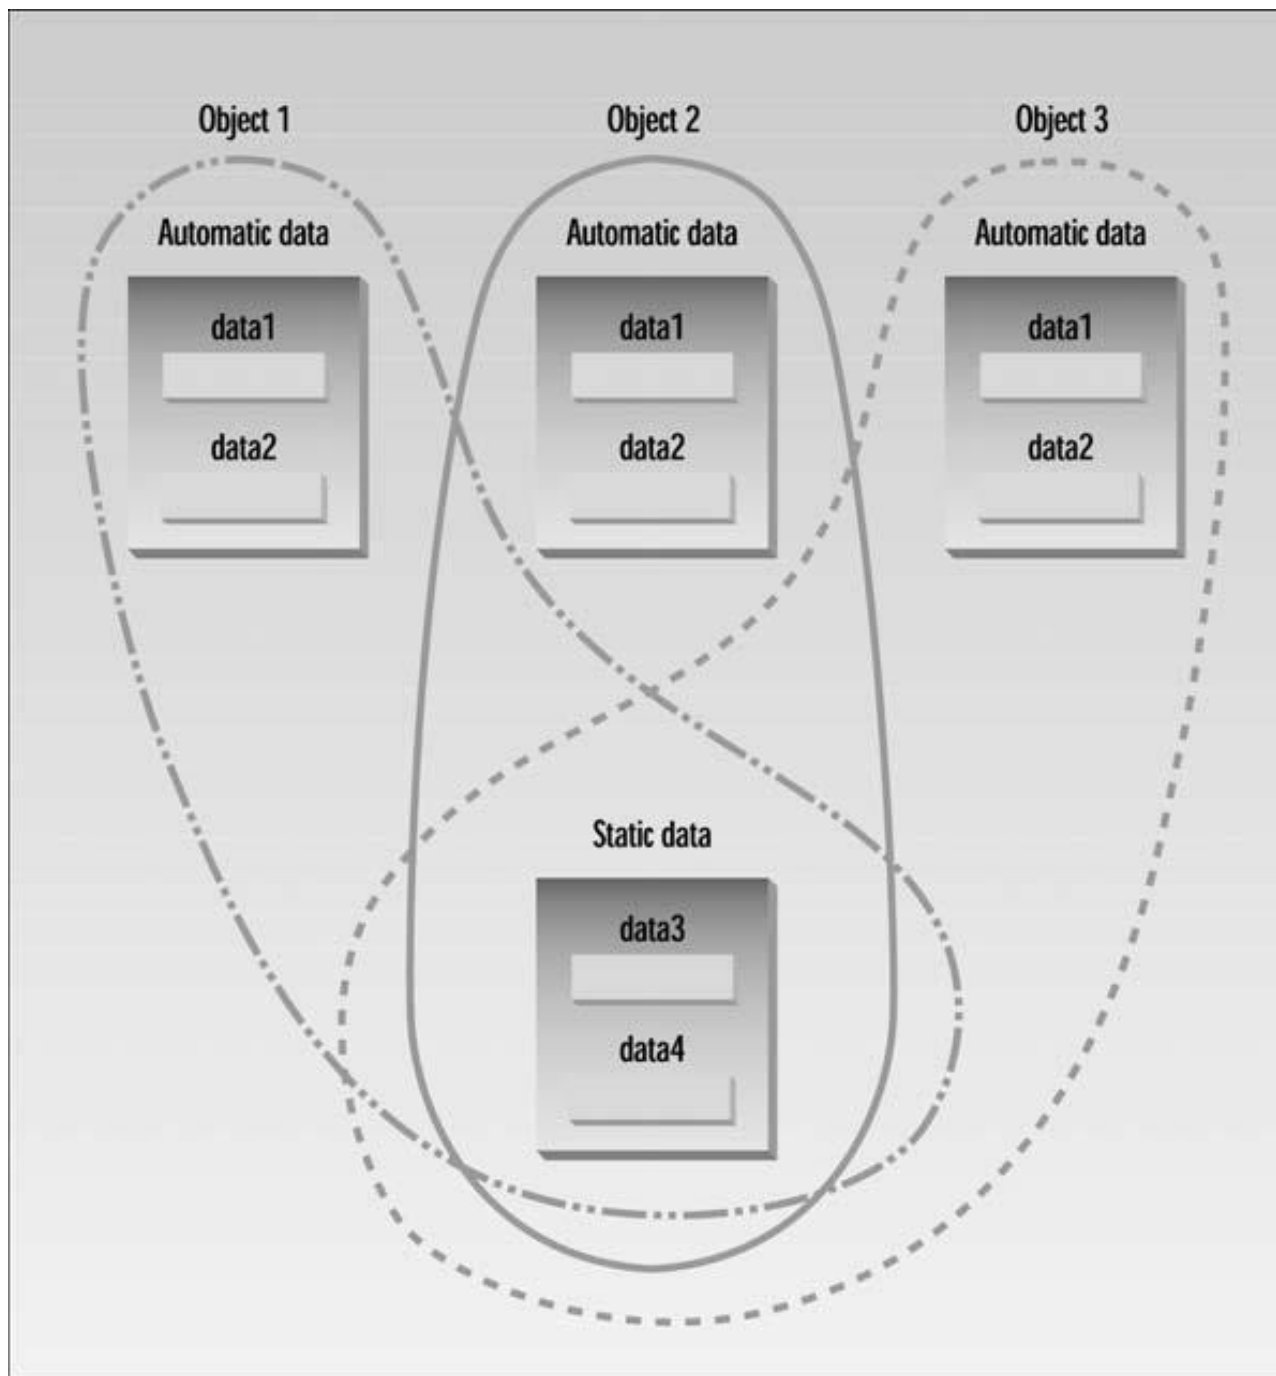 Object 1
Object 2
Object 3
Automatic data
Automatic data
Automatic data
data1
data1
data1
data2
data2
data2
Static data
data3
data4